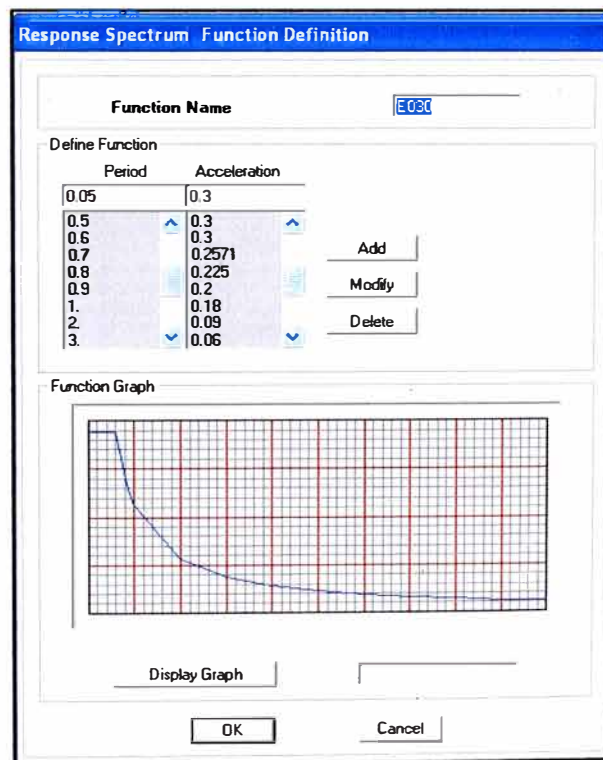 Response Spectrum Function Definition
Function Name E030
Define Function
Period Acceleration
0.05 0.3
0.5 0.3
0.6 0.3
0.7 0.2571
0.8 0.225
0.9 0.2
1. 0.18
2. 0.09
3. 0.06
Add
Modify
Delete
Function Graph
Display Graph
OK Cancel